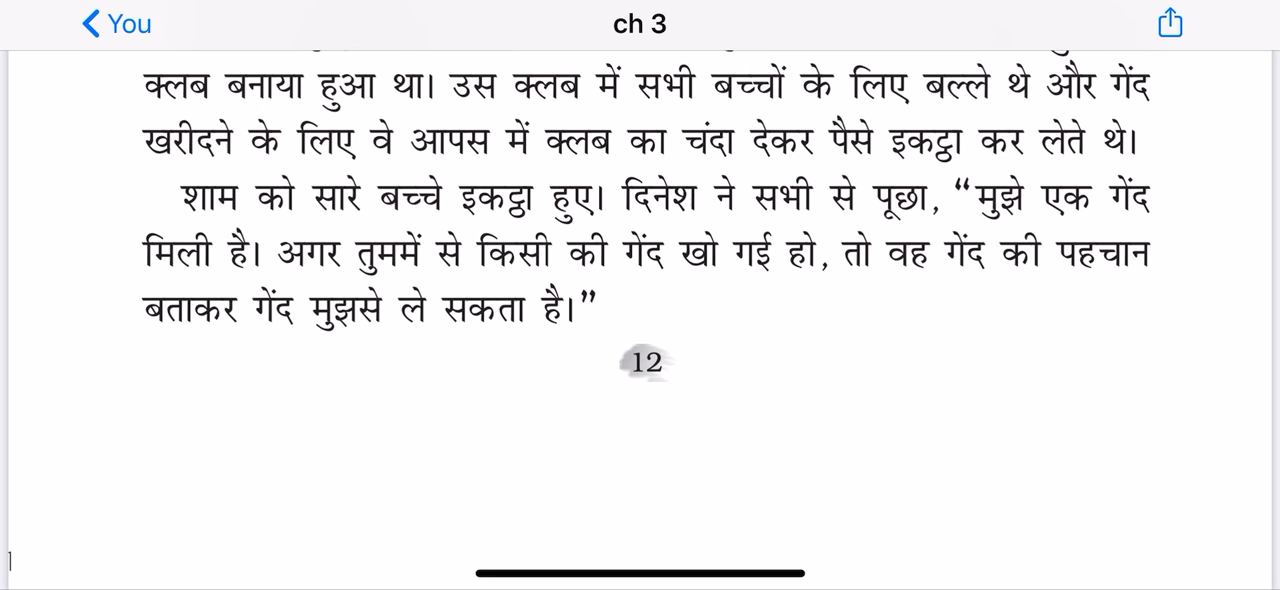 You
ch 3
क्लब बनाया हुआ था। उस क्लब में सभी बच्चों के लिए बल्ले थे और गेंद
खरीदने के लिए वे आपस में क्लब का चंदा देकर पैसे इकट्ठा कर लेते थे।
शाम को सारे बच्चे इकट्ठा हुए। दिनेश ने सभी से पूछा, “मुझे एक गेंद
मिली है। अगर तुममें से किसी की गेंद खो गई हो, तो वह गेंद की पहचान
बताकर गेंद मुझसे ले सकता है।”
12